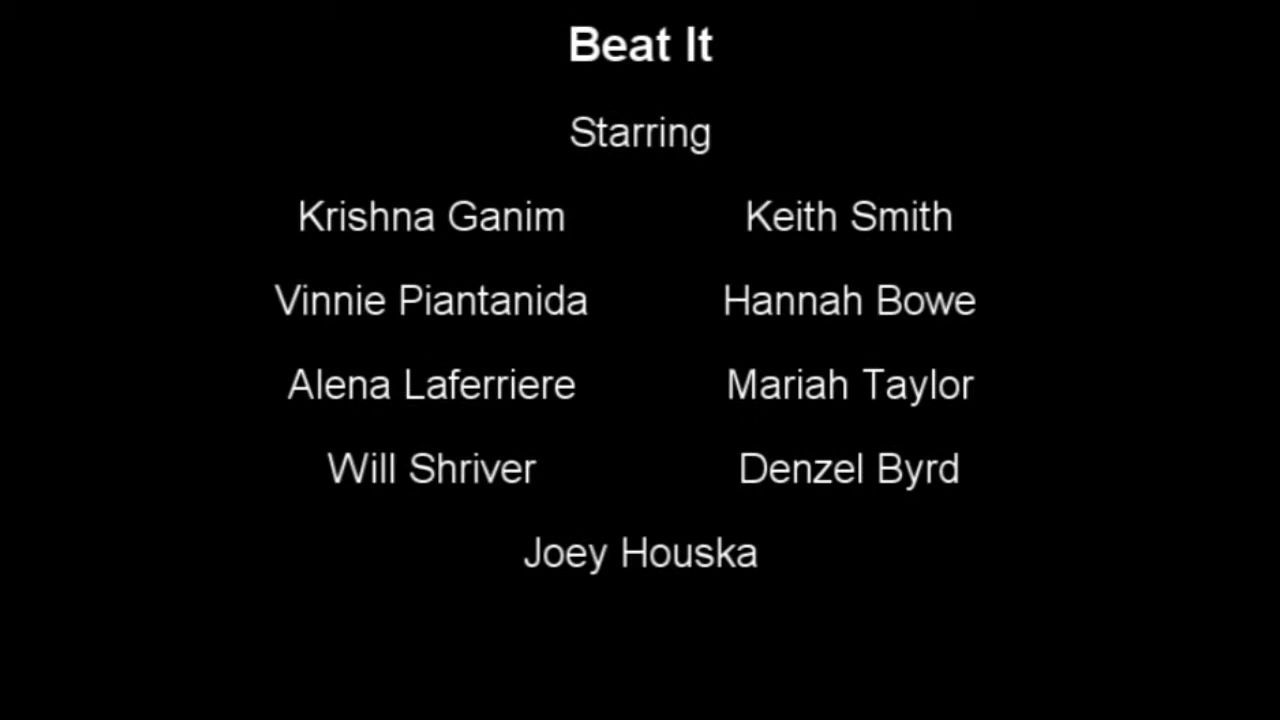 Beat It
Starring
Krishna Ganim Keith Smith
Vinnie Piantanida Hannah Bowe
Alena Laferriere Mariah Taylor
Will Shriver Denzel Byrd
Joey Houska